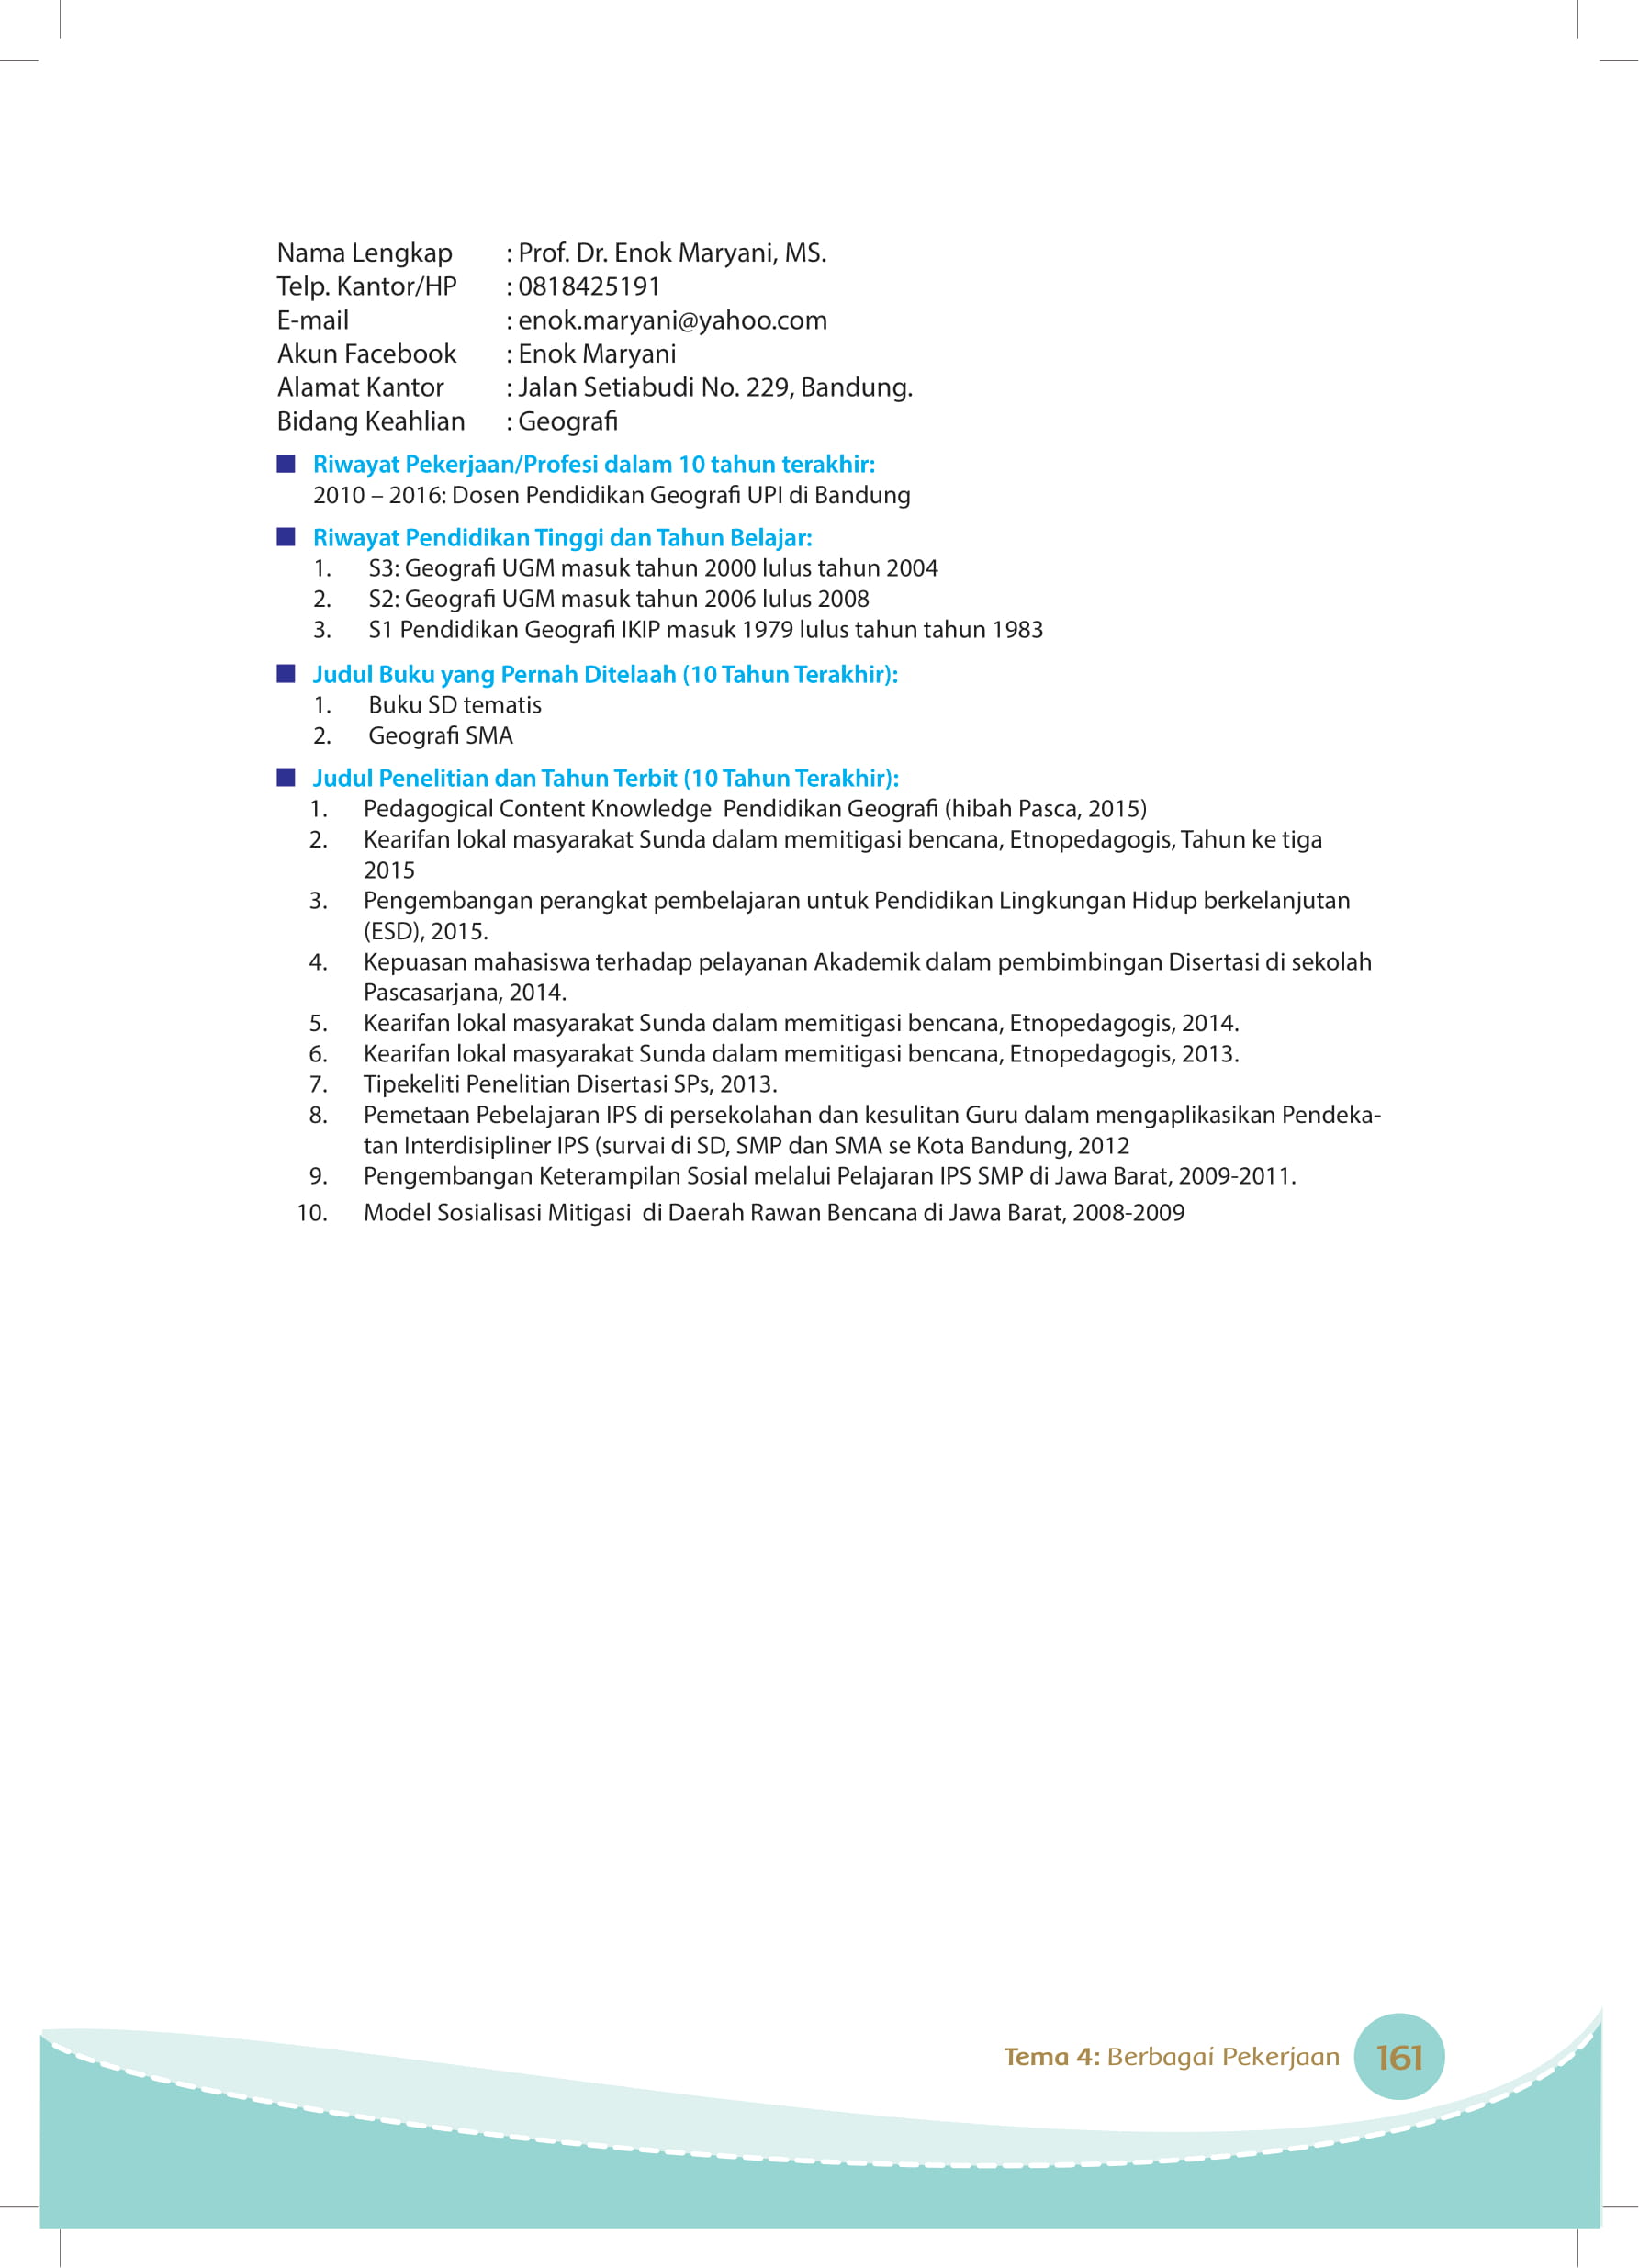 Nama Lengkap : Prof. Dr. Enok Maryani, MS.
Telp. Kantor/HP : 0818425191
E-mail : enok.maryani@yahoo.com
Akun Facebook : Enok Maryani
Alamat Kantor : Jalan Setiabudi No. 229, Bandung.
Bidang Keahlian : Geografi
Riwayat Pekerjaan/Profesi dalam 10 tahun terakhir:
2010 – 2016: Dosen Pendidikan Geografi UPI di Bandung
Riwayat Pendidikan Tinggi dan Tahun Belajar:
1. S3: Geografi UGM masuk tahun 2000 lulus tahun 2004
2. S2: Geografi UGM masuk tahun 2006 lulus 2008
3. S1 Pendidikan Geografi IKIP masuk 1979 lulus tahun tahun 1983
Judul Buku yang Pernah Ditelaah (10 Tahun Terakhir):
1. Buku SD tematis
2. Geografi SMA
Judul Penelitian dan Tahun Terbit (10 Tahun Terakhir):
1. Pedagogical Content Knowledge Pendidikan Geografi (hibah Pasca, 2015)
2. Kearifan lokal masyarakat Sunda dalam memitigasi bencana, Etnopedagogis, Tahun ke tiga
2015
3. Pengembangan perangkat pembelajaran untuk Pendidikan Lingkungan Hidup berkelanjutan
(ESD), 2015.
4. Kepuasan mahasiswa terhadap pelayanan Akademik dalam pembimbingan Disertasi di sekolah
Pascasarjana, 2014.
5. Kearifan lokal masyarakat Sunda dalam memitigasi bencana, Etnopedagogis, 2014.
6. Kearifan lokal masyarakat Sunda dalam memitigasi bencana, Etnopedagogis, 2013.
7. Tipekeliti Penelitian Disertasi SPs, 2013.
8. Pemetaan Pebelajaran IPS di persekolahan dan kesulitan Guru dalam mengaplikasikan Pendeka-
tan Interdisipliner IPS (survai di SD, SMP dan SMA se Kota Bandung, 2012
9. Pengembangan Keterampilan Sosial melalui Pelajaran IPS SMP di Jawa Barat, 2009-2011.
10. Model Sosialisasi Mitigasi di Daerah Rawan Bencana di Jawa Barat, 2008-2009
Tema 4: Berbagai Pekerjaan 161